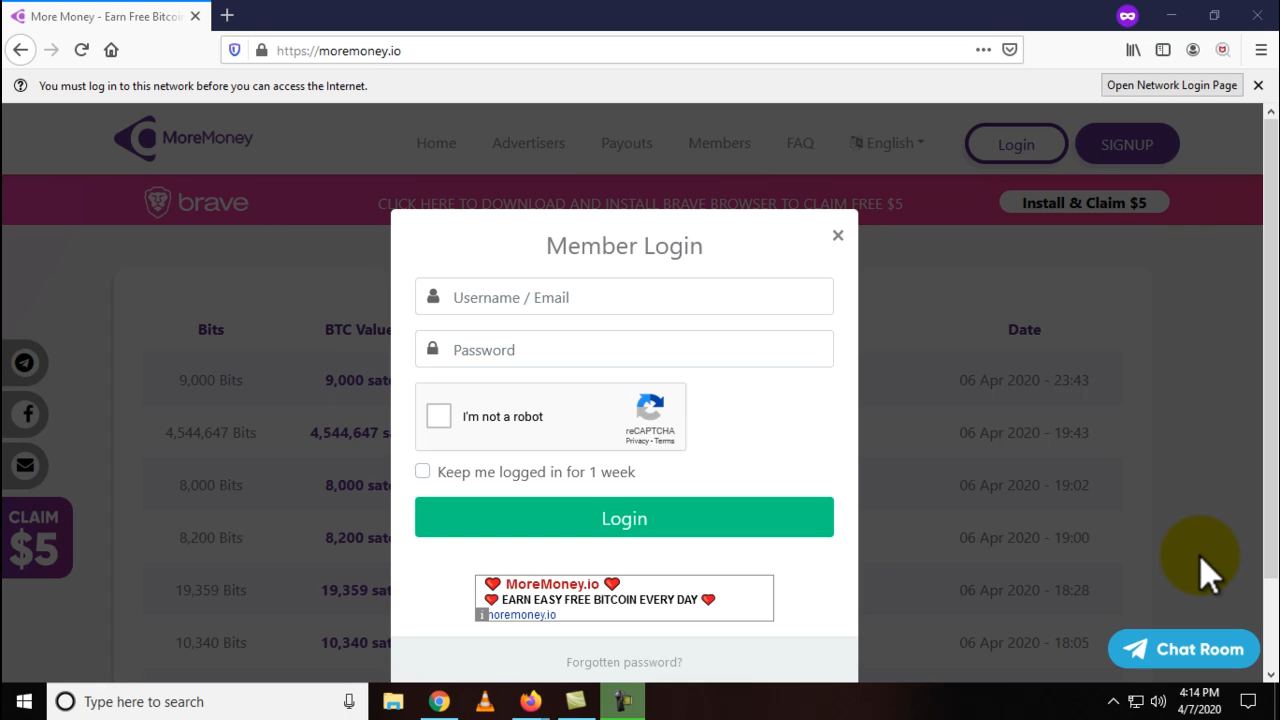 More Money - Earn Free Bitcoin
https://moremoney.io
You must log in to this network before you can access the Internet.
Open Network Login Page
MoreMoney
Home
Advertisers
Payouts
Members
FAQ
English
Login
SIGNUP
brave
CLICK HERE TO DOWNLOAD AND INSTALL BRAVE BROWSER TO CLAIM FREE $5
Install & Claim $5
Member Login
Username / Email
Password
I'm not a robot
reCAPTCHA
Privacy - Terms
Keep me logged in for 1 week
Login
MoreMoney.io
EARN EASY FREE BITCOIN EVERY DAY
moremoney.io
Forgotten password?
Bits
BTC Value
Date
9,000 Bits
9,000 sat
06 Apr 2020 - 23:43
4,544,647 Bits
4,544,647 s
06 Apr 2020 - 19:43
8,000 Bits
8,000 sat
06 Apr 2020 - 19:02
8,200 Bits
8,200 sat
06 Apr 2020 - 19:00
19,359 Bits
19,359 sa
06 Apr 2020 - 18:28
10,340 Bits
10,340 sa
06 Apr 2020 - 18:05
CLAIM
$5
Chat Room
Type here to search
4:14 PM
4/7/2020